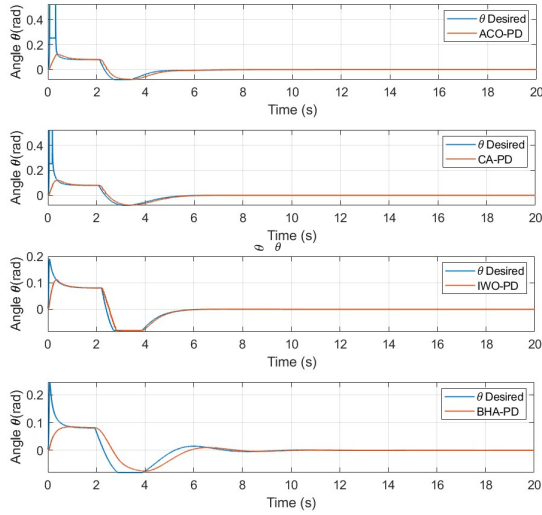 Angle θ(rad)
0.4
0.2
0
θ Desired
ACO-PD
0 2 4 6 8 10 12 14 16 18 20
Time (s)
Angle θ(rad)
0.4
0.2
0
θ Desired
CA-PD
0 2 4 6 8 10 12 14 16 18 20
Time (s)
θ θ
Angle θ(rad)
0.2
0.1
0
θ Desired
IWO-PD
0 2 4 6 8 10 12 14 16 18 20
Time (s)
Angle θ(rad)
0.2
0.1
0
θ Desired
BHA-PD
0 2 4 6 8 10 12 14 16 18 20
Time (s)